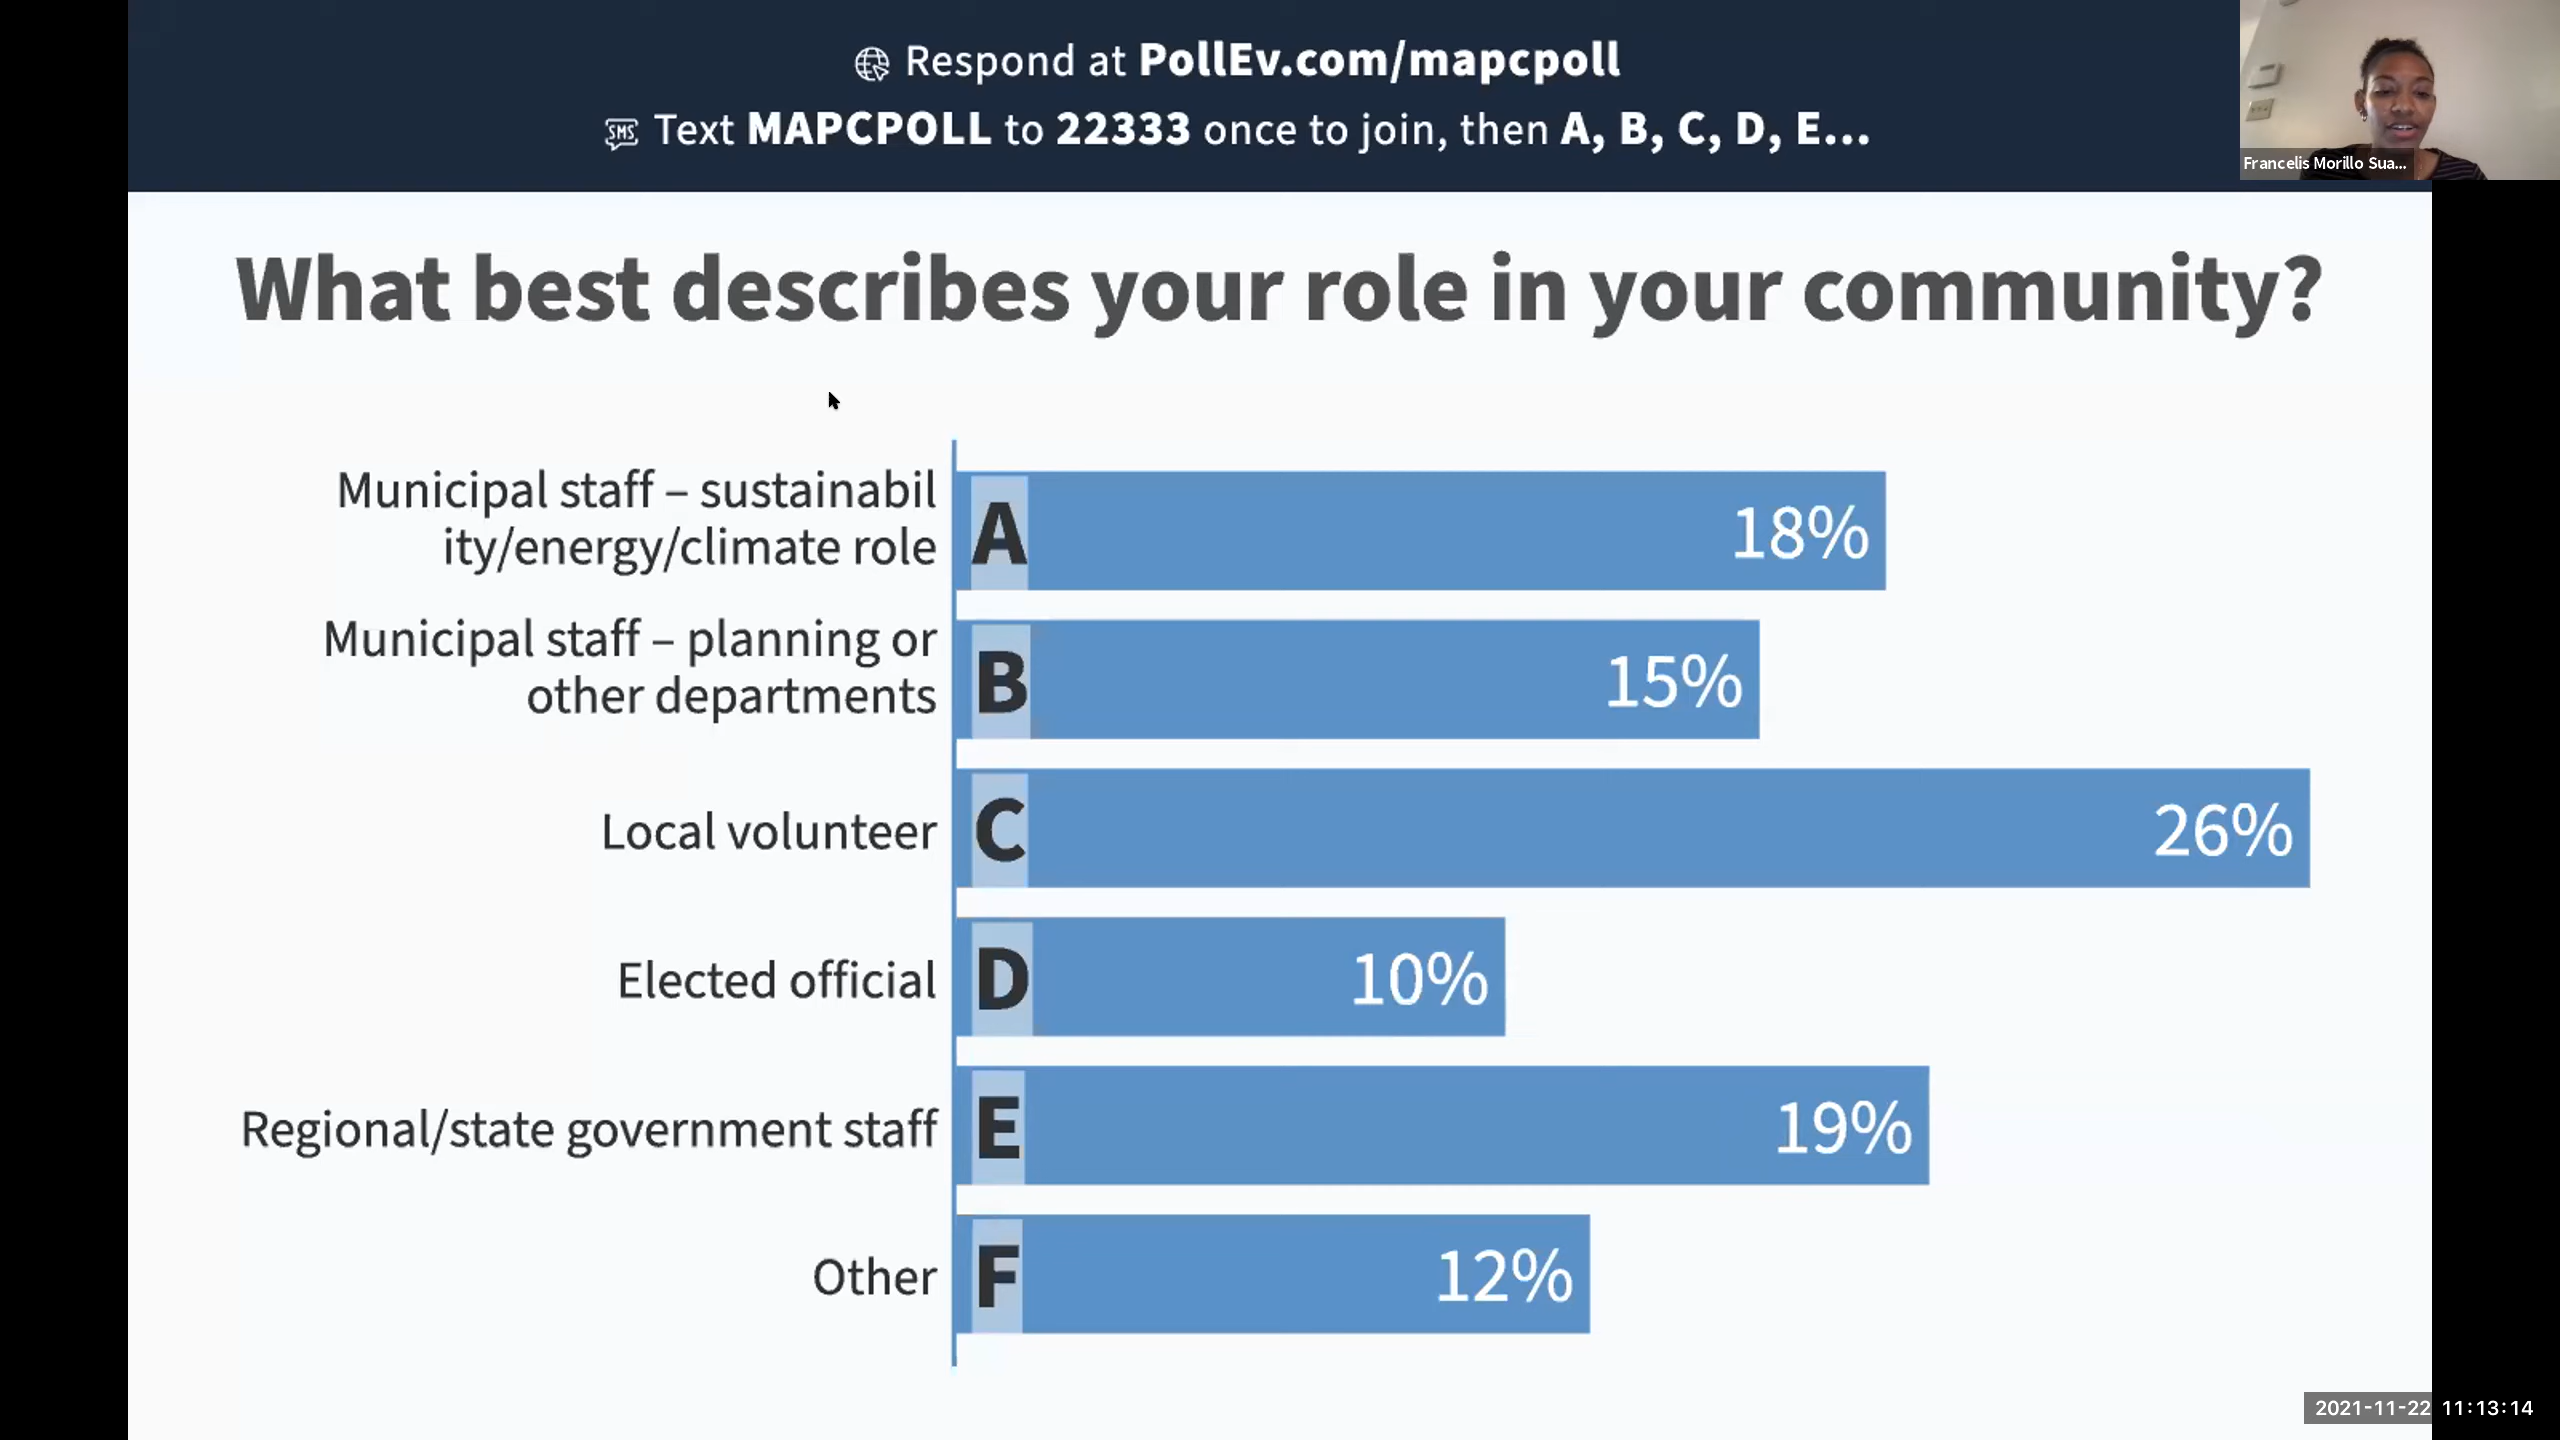 Respond at PollEv.com/mapcpoll
SMS Text MAPCPOLL to 22333 once to join, then A, B, C, D, E...
Francelis Morillo Sua...
What best describes your role in your community?
Municipal staff – sustainabil
ity/energy/climate role
A 18%
Municipal staff – planning or
other departments
B 15%
Local volunteer C 26%
Elected official D 10%
Regional/state government staff E 19%
Other F 12%
2021-11-22 11:13:14